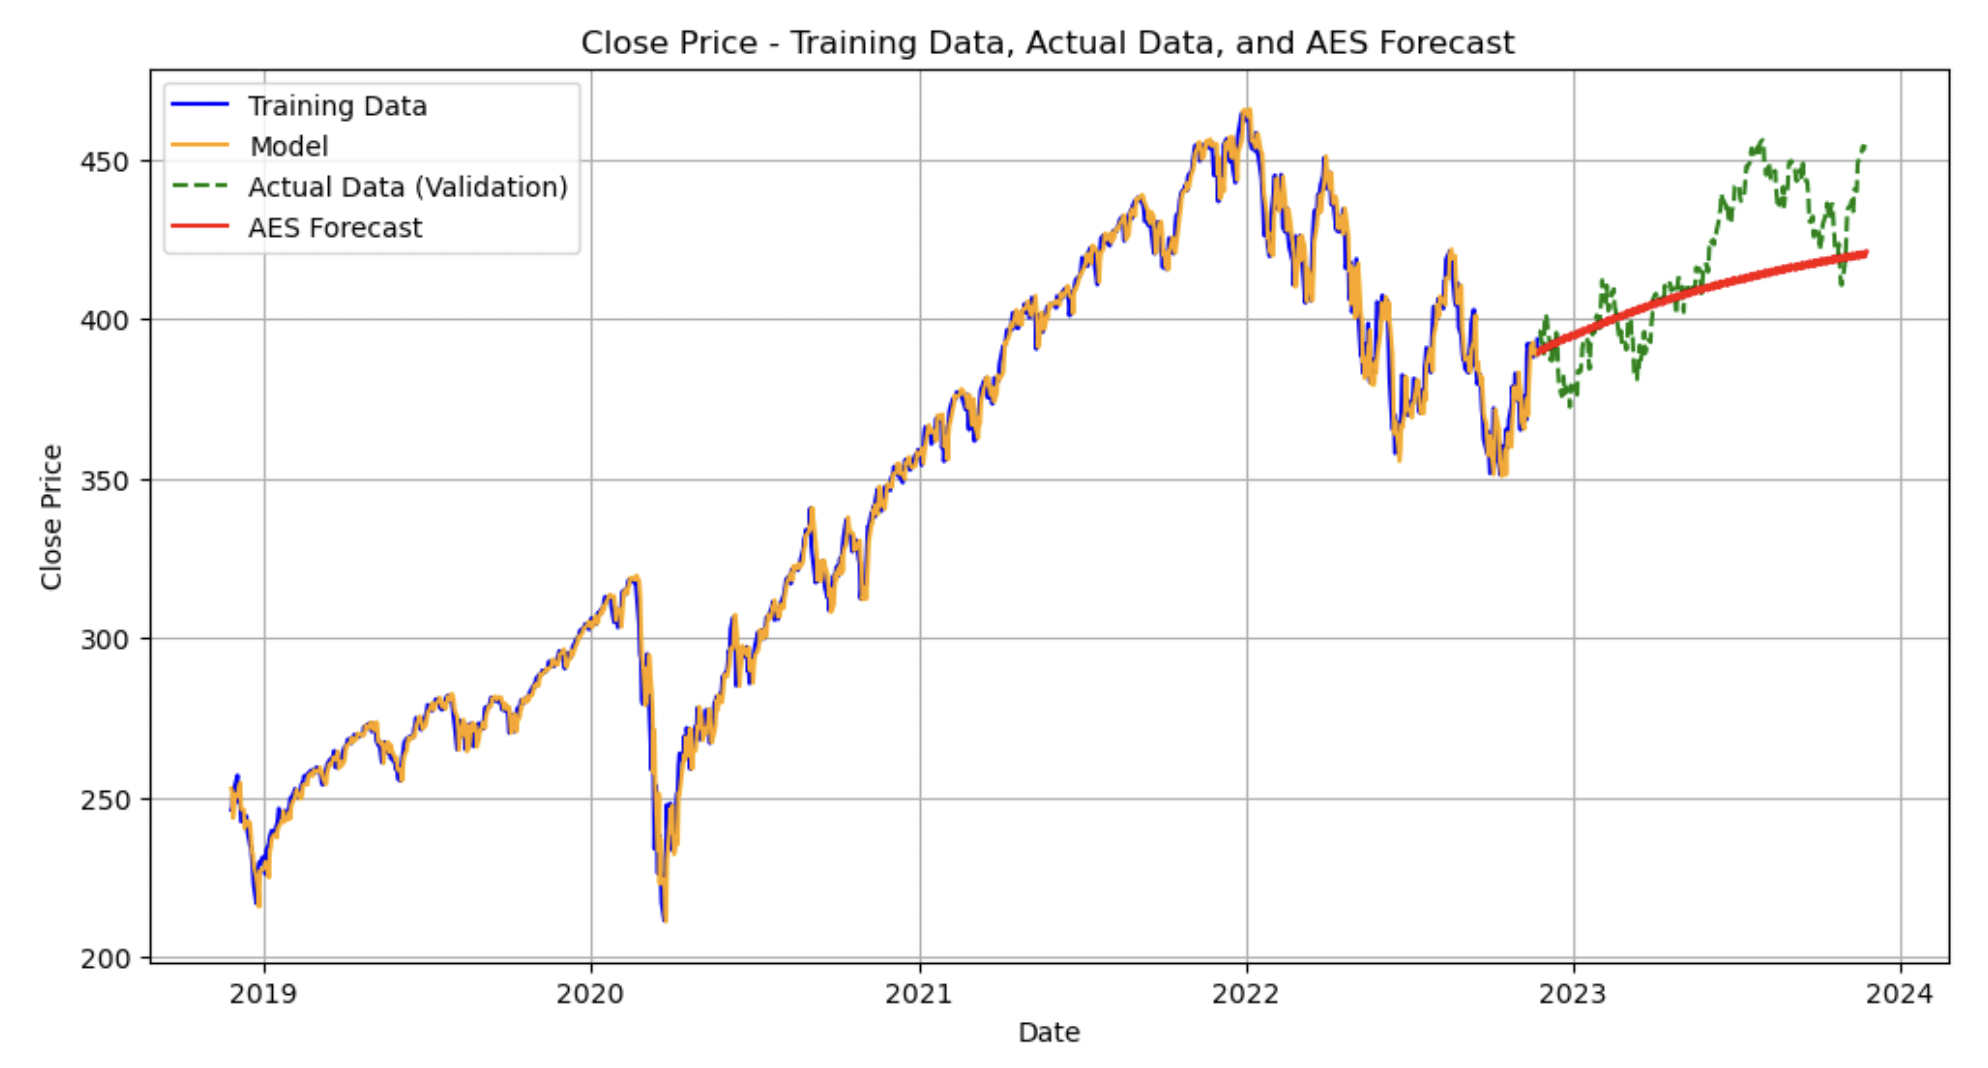 Close Price - Training Data, Actual Data, and AES Forecast
Training Data
Model
Actual Data (Validation)
AES Forecast
450
400
350
300
250
200
Close Price
2019 2020 2021 2022 2023 2024
Date